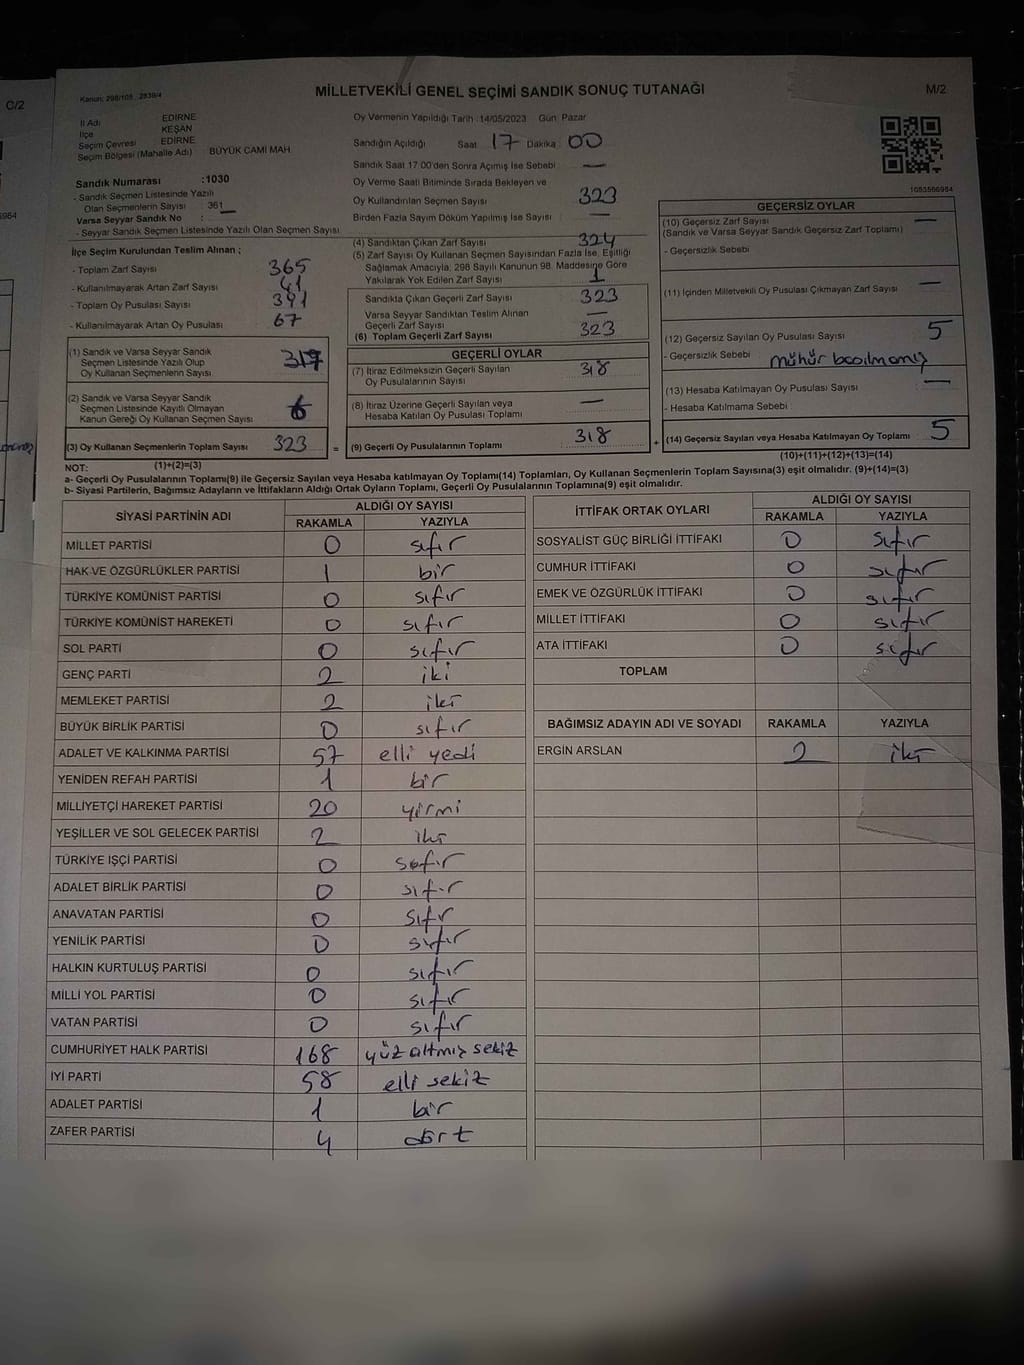 C/2
MİLLETVEKİLİ GENEL SEÇİMİ SANDIK SONUÇ TUTANAĞI
M/2
Kanun: 298/105, 2839/4
İl Adı EDİRNE
İlçe KEŞAN
Seçim Çevresi EDİRNE
Seçim Bölgesi (Mahalle Adı) BÜYÜK CAMİ MAH.
Sandık Numarası :1030
- Sandık Seçmen Listesinde Yazılı
Olan Seçmenlerin Sayısı : 361
Varsa Seyyar Sandık No :
- Seyyar Sandık Seçmen Listesinde Yazılı Olan Seçmen Sayısı
Oy Vermenin Yapıldığı Tarih :14/05/2023 Gün: Pazar
Sandığın Açıldığı Saat 17 Dakika 00
Sandık Saat 17:00'den Sonra Açımış İse Sebebi —
Oy Verme Saati Bitiminde Sırada Bekleyen ve
Oy Kullandırılan Seçmen Sayısı 323
Birden Fazla Sayım Döküm Yapılmış İse Sayısı —
1083566984
İlçe Seçim Kurulundan Teslim Alınan ;
- Toplam Zarf Sayısı 365
- Kullanılmayarak Artan Zarf Sayısı 41
- Toplam Oy Pusulası Sayısı 391
- Kullanılmayarak Artan Oy Pusulası 67
(4) Sandıktan Çıkan Zarf Sayısı 324
(5) Zarf Sayısı Oy Kullanan Seçmen Sayısından Fazla İse, Eşitliği
Sağlamak Amacıyla, 298 Sayılı Kanunun 98. Maddesine Göre
Yakılarak Yok Edilen Zarf Sayısı 1
Sandıkta Çıkan Geçerli Zarf Sayısı 323
Varsa Seyyar Sandıktan Teslim Alınan
Geçerli Zarf Sayısı —
(6) Toplam Geçerli Zarf Sayısı 323
GEÇERSİZ OYLAR
(10) Geçersiz Zarf Sayısı —
(Sandık ve Varsa Seyyar Sandık Geçersiz Zarf Toplamı)
- Geçersizlik Sebebi
(11) İçinden Milletvekili Oy Pusulası Çıkmayan Zarf Sayısı —
(12) Geçersiz Sayılan Oy Pusulası Sayısı 5
- Geçersizlik Sebebi mühür basılmamış
(13) Hesaba Katılmayan Oy Pusulası Sayısı —
- Hesaba Katılmama Sebebi :
(14) Geçersiz Sayılan veya Hesaba Katılmayan Oy Toplamı 5
(10)+(11)+(12)+(13)=(14)
(1) Sandık ve Varsa Seyyar Sandık
Seçmen Listesinde Yazılı Olup
Oy Kullanan Seçmenlerin Sayısı 317
(2) Sandık ve Varsa Seyyar Sandık
Seçmen Listesinde Kayıtlı Olmayan
Kanun Gereği Oy Kullanan Seçmen Sayısı 6
(3) Oy Kullanan Seçmenlerin Toplam Sayısı 323 =
(1)+(2)=(3)
GEÇERLİ OYLAR
(7) İtiraz Edilmeksizin Geçerli Sayılan
Oy Pusulalarının Sayısı 318
(8) İtiraz Üzerine Geçerli Sayılan veya
Hesaba Katılan Oy Pusulası Toplamı —
(9) Geçerli Oy Pusulalarının Toplamı 318 +
NOT:
a- Geçerli Oy Pusulalarının Toplamı(9) ile Geçersiz Sayılan veya Hesaba katılmayan Oy Toplamı(14) Toplamları, Oy Kullanan Seçmenlerin Toplam Sayısına(3) eşit olmalıdır. (9)+(14)=(3)
b- Siyasi Partilerin, Bağımsız Adayların ve İttifakların Aldığı Ortak Oyların Toplamı, Geçerli Oy Pusulalarının Toplamına(9) eşit olmalıdır.
SİYASİ PARTİNİN ADI ALDIĞI OY SAYISI
RAKAMLA YAZIYLA
MİLLET PARTİSİ 0 sıfır
HAK VE ÖZGÜRLÜKLER PARTİSİ 1 bir
TÜRKİYE KOMÜNİST PARTİSİ 0 sıfır
TÜRKİYE KOMÜNİST HAREKETİ 0 sıfır
SOL PARTİ 0 sıfır
GENÇ PARTİ 2 iki
MEMLEKET PARTİSİ 2 iki
BÜYÜK BİRLİK PARTİSİ 0 sıfır
ADALET VE KALKINMA PARTİSİ 57 elli yedi
YENİDEN REFAH PARTİSİ 1 bir
MİLLİYETÇİ HAREKET PARTİSİ 20 yirmi
YEŞİLLER VE SOL GELECEK PARTİSİ 2 iki
TÜRKİYE İŞÇİ PARTİSİ 0 sıfır
ADALET BİRLİK PARTİSİ 0 sıfır
ANAVATAN PARTİSİ 0 sıfır
YENİLİK PARTİSİ 0 sıfır
HALKIN KURTULUŞ PARTİSİ 0 sıfır
MİLLİ YOL PARTİSİ 0 sıfır
VATAN PARTİSİ 0 sıfır
CUMHURİYET HALK PARTİSİ 168 yüz altmış sekiz
İYİ PARTİ 58 elli sekiz
ADALET PARTİSİ 1 bir
ZAFER PARTİSİ 4 dört
İTTİFAK ORTAK OYLARI ALDIĞI OY SAYISI
RAKAMLA YAZIYLA
SOSYALİST GÜÇ BİRLİĞİ İTTİFAKI 0 sıfır
CUMHUR İTTİFAKI 0 sıfır
EMEK VE ÖZGÜRLÜK İTTİFAKI 0 sıfır
MİLLET İTTİFAKI 0 sıfır
ATA İTTİFAKI 0 sıfır
TOPLAM
BAĞIMSIZ ADAYIN ADI VE SOYADI RAKAMLA YAZIYLA
ERGİN ARSLAN 2 iki